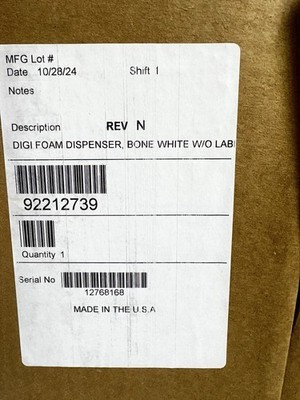 MFG Lot #
Date 10/28/24 Shift 1
Notes
Description REV N
DIGI FOAM DISPENSER, BONE WHITE W/O LAB
92212739
Quantity 1
Serial No
12768168
MADE IN THE U.S.A